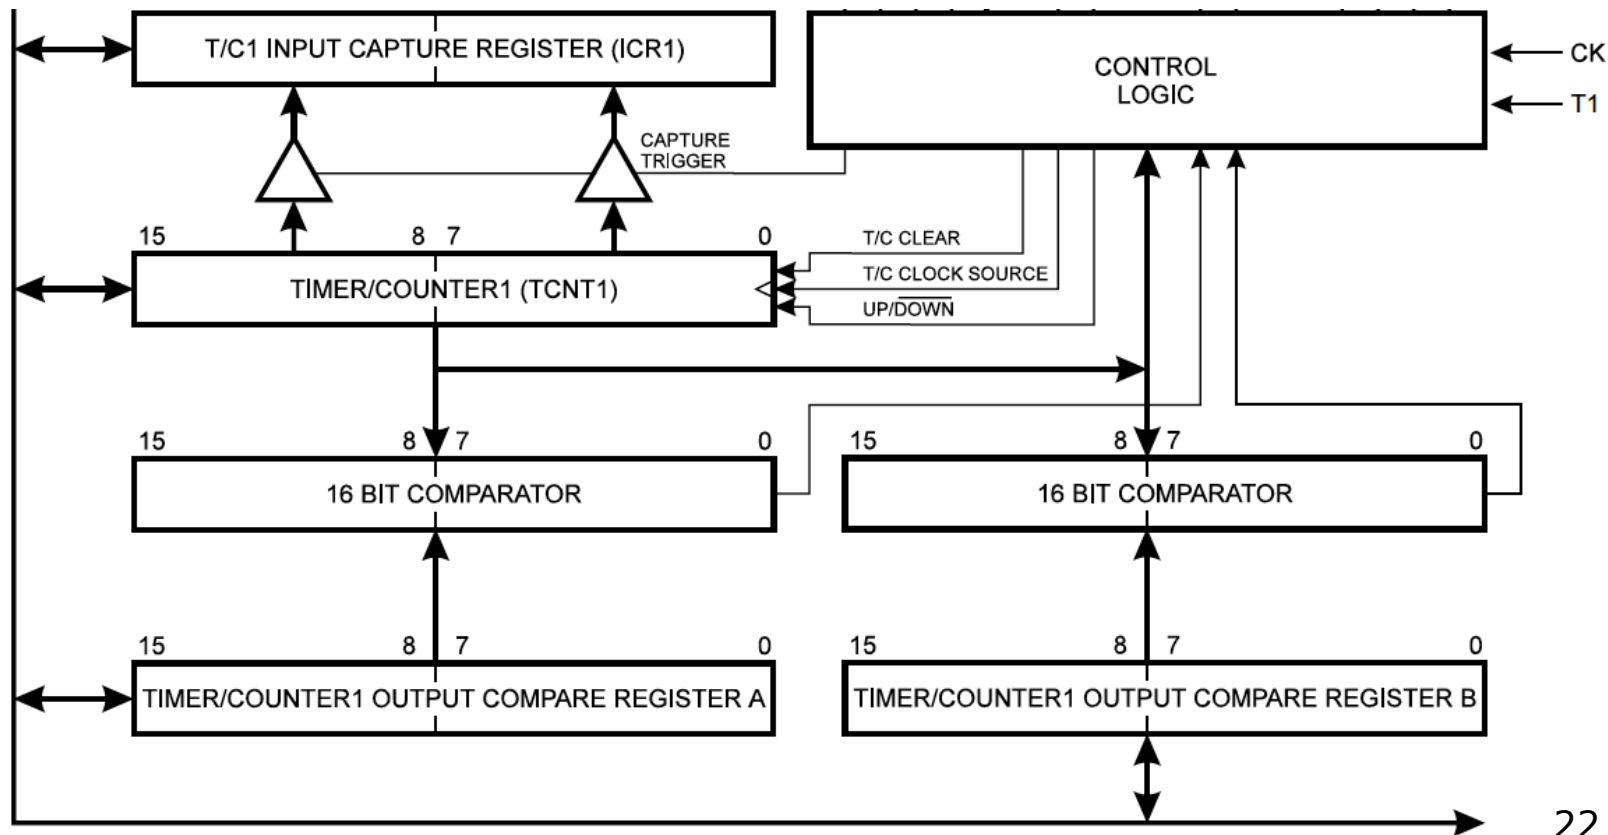 T/C1 INPUT CAPTURE REGISTER (ICR1)
CONTROL
LOGIC
CK
T1
CAPTURE
TRIGGER
15 8 7 0
T/C CLEAR
T/C CLOCK SOURCE
UP/DOWN
TIMER/COUNTER1 (TCNT1)
15 8 7 0
15 8 7 0
16 BIT COMPARATOR
16 BIT COMPARATOR
15 8 7 0
15 8 7 0
TIMER/COUNTER1 OUTPUT COMPARE REGISTER A
TIMER/COUNTER1 OUTPUT COMPARE REGISTER B
22